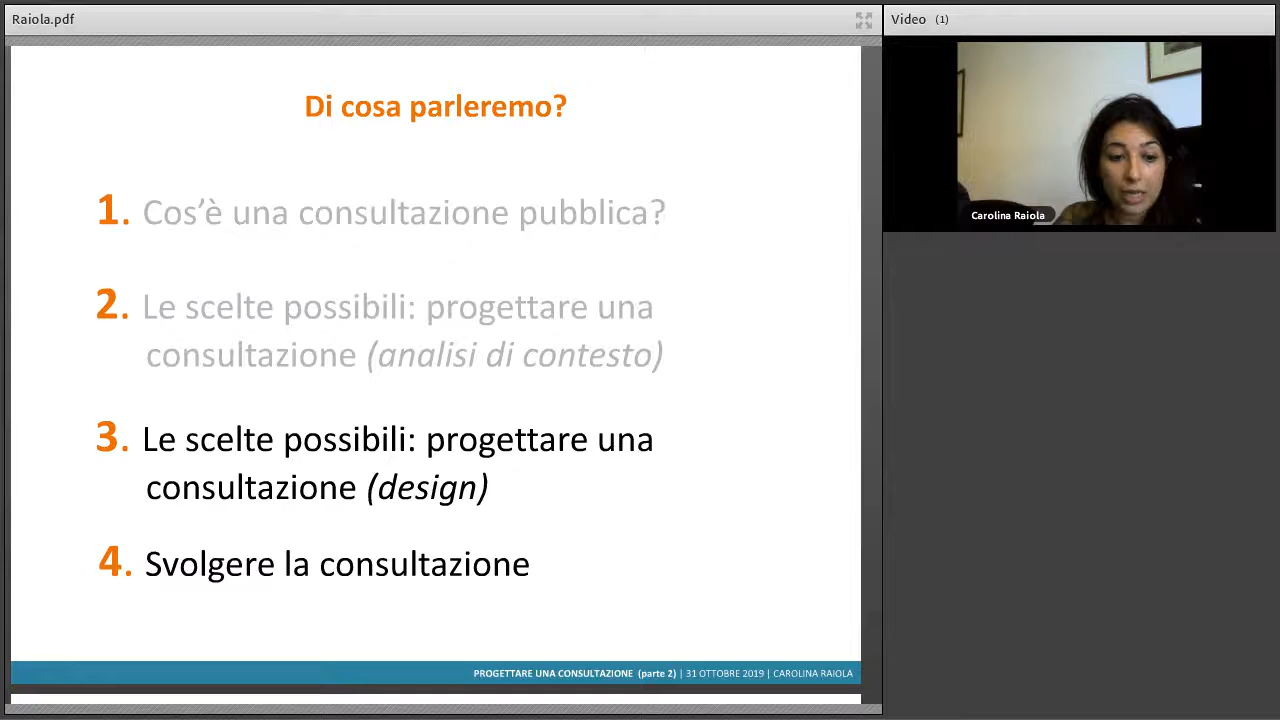 Raiola.pdf
Video (1)
Di cosa parleremo?
1. Cos’è una consultazione pubblica?
2. Le scelte possibili: progettare una
consultazione (analisi di contesto)
3. Le scelte possibili: progettare una
consultazione (design)
4. Svolgere la consultazione
PROGETTARE UNA CONSULTAZIONE (parte 2) | 31 OTTOBRE 2019 | CAROLINA RAIOLA
Carolina Raiola